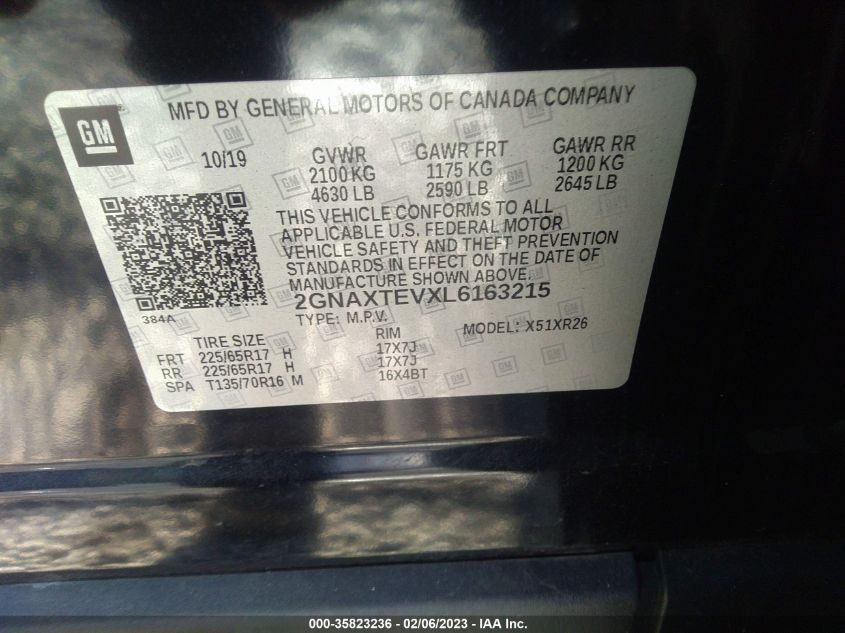 MFD BY GENERAL MOTORS OF CANADA COMPANY
GM
10/19
GVWR
2100 KG
4630 LB
GAWR FRT
1175 KG
2590 LB
GAWR RR
1200 KG
2645 LB
THIS VEHICLE CONFORMS TO ALL
APPLICABLE U.S. FEDERAL MOTOR
VEHICLE SAFETY AND THEFT PREVENTION
STANDARDS IN EFFECT ON THE DATE OF
MANUFACTURE SHOWN ABOVE.
2GNAXTEVXL6163215
384A
TYPE: M.P.V.
MODEL: X51XR26
TIRE SIZE
RIM
FRT 225/65R17 H 17X7J
RR 225/65R17 H 17X7J
SPA T135/70R16 M 16X4BT
000-35823236 - 02/06/2023 - IAA Inc.